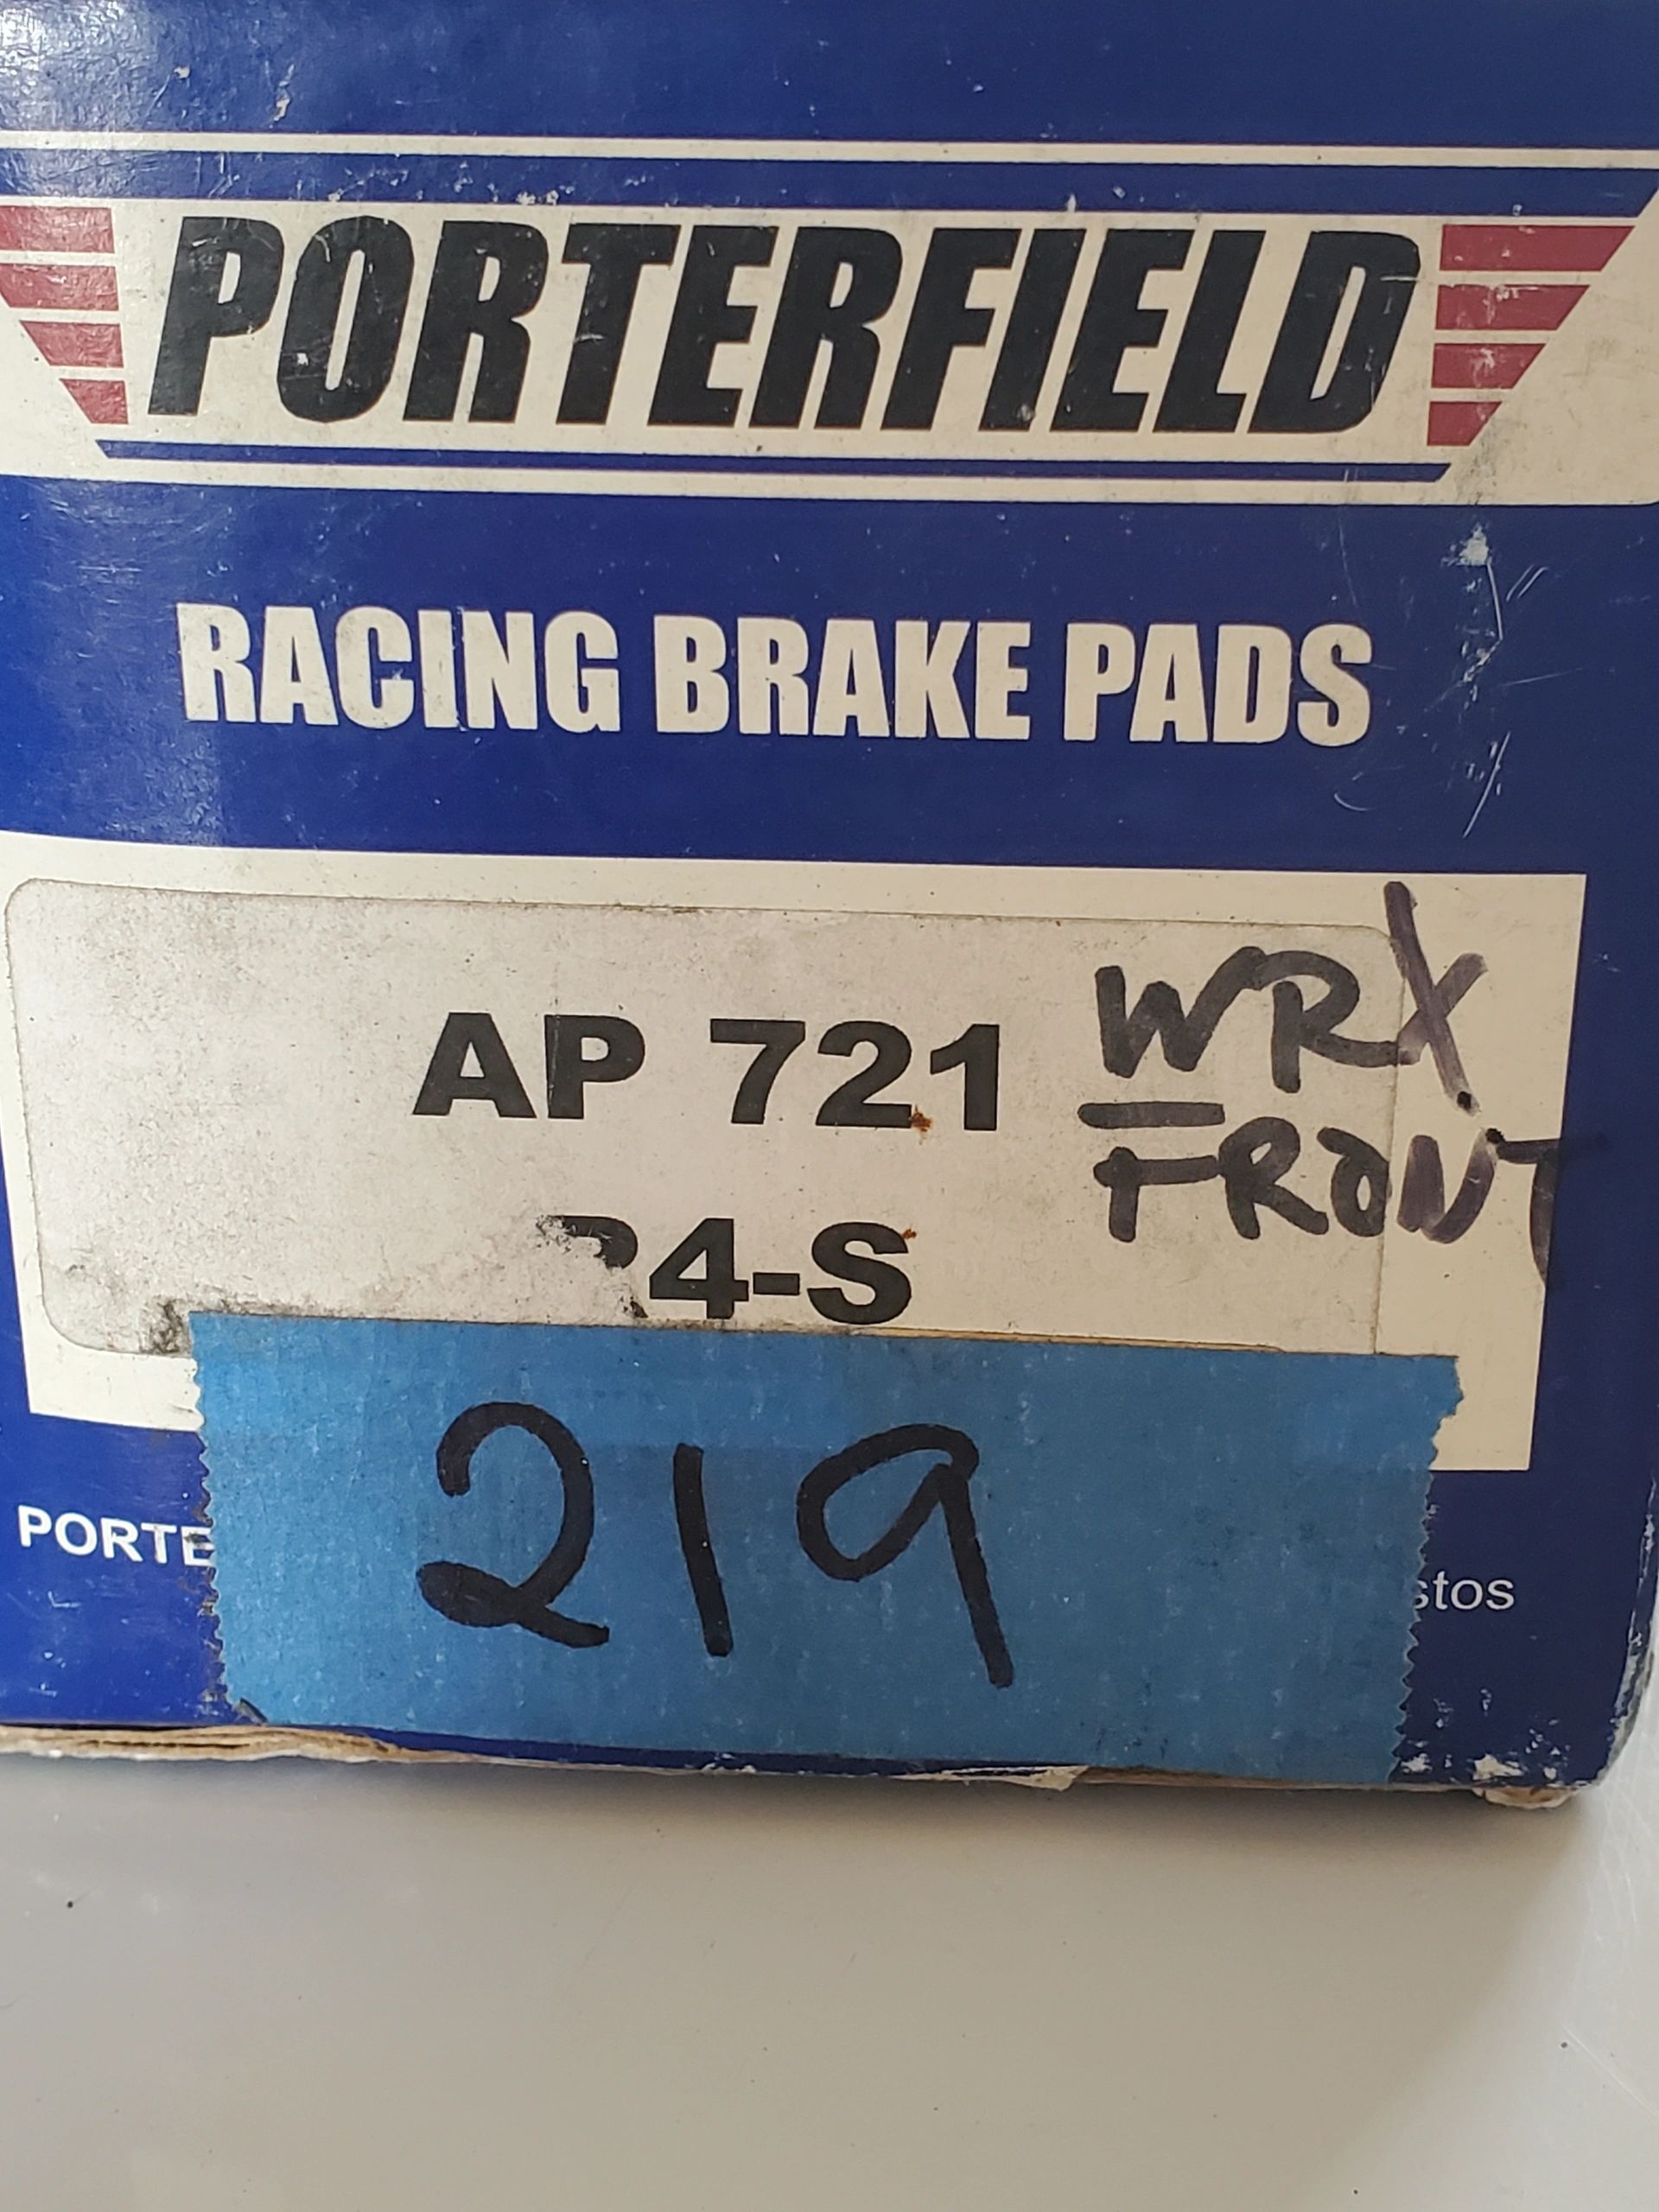 PORTERFIELD
RACING BRAKE PADS
AP 721 WRX
FRONT
4-S
219
PORTE
stos